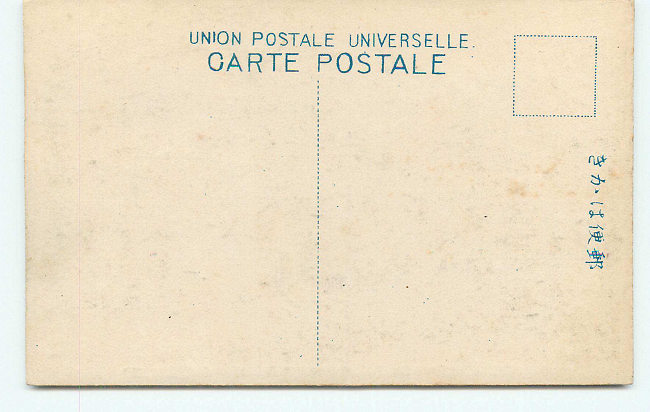 UNION POSTALE UNIVERSELLE.
CARTE POSTALE
きかは便郵